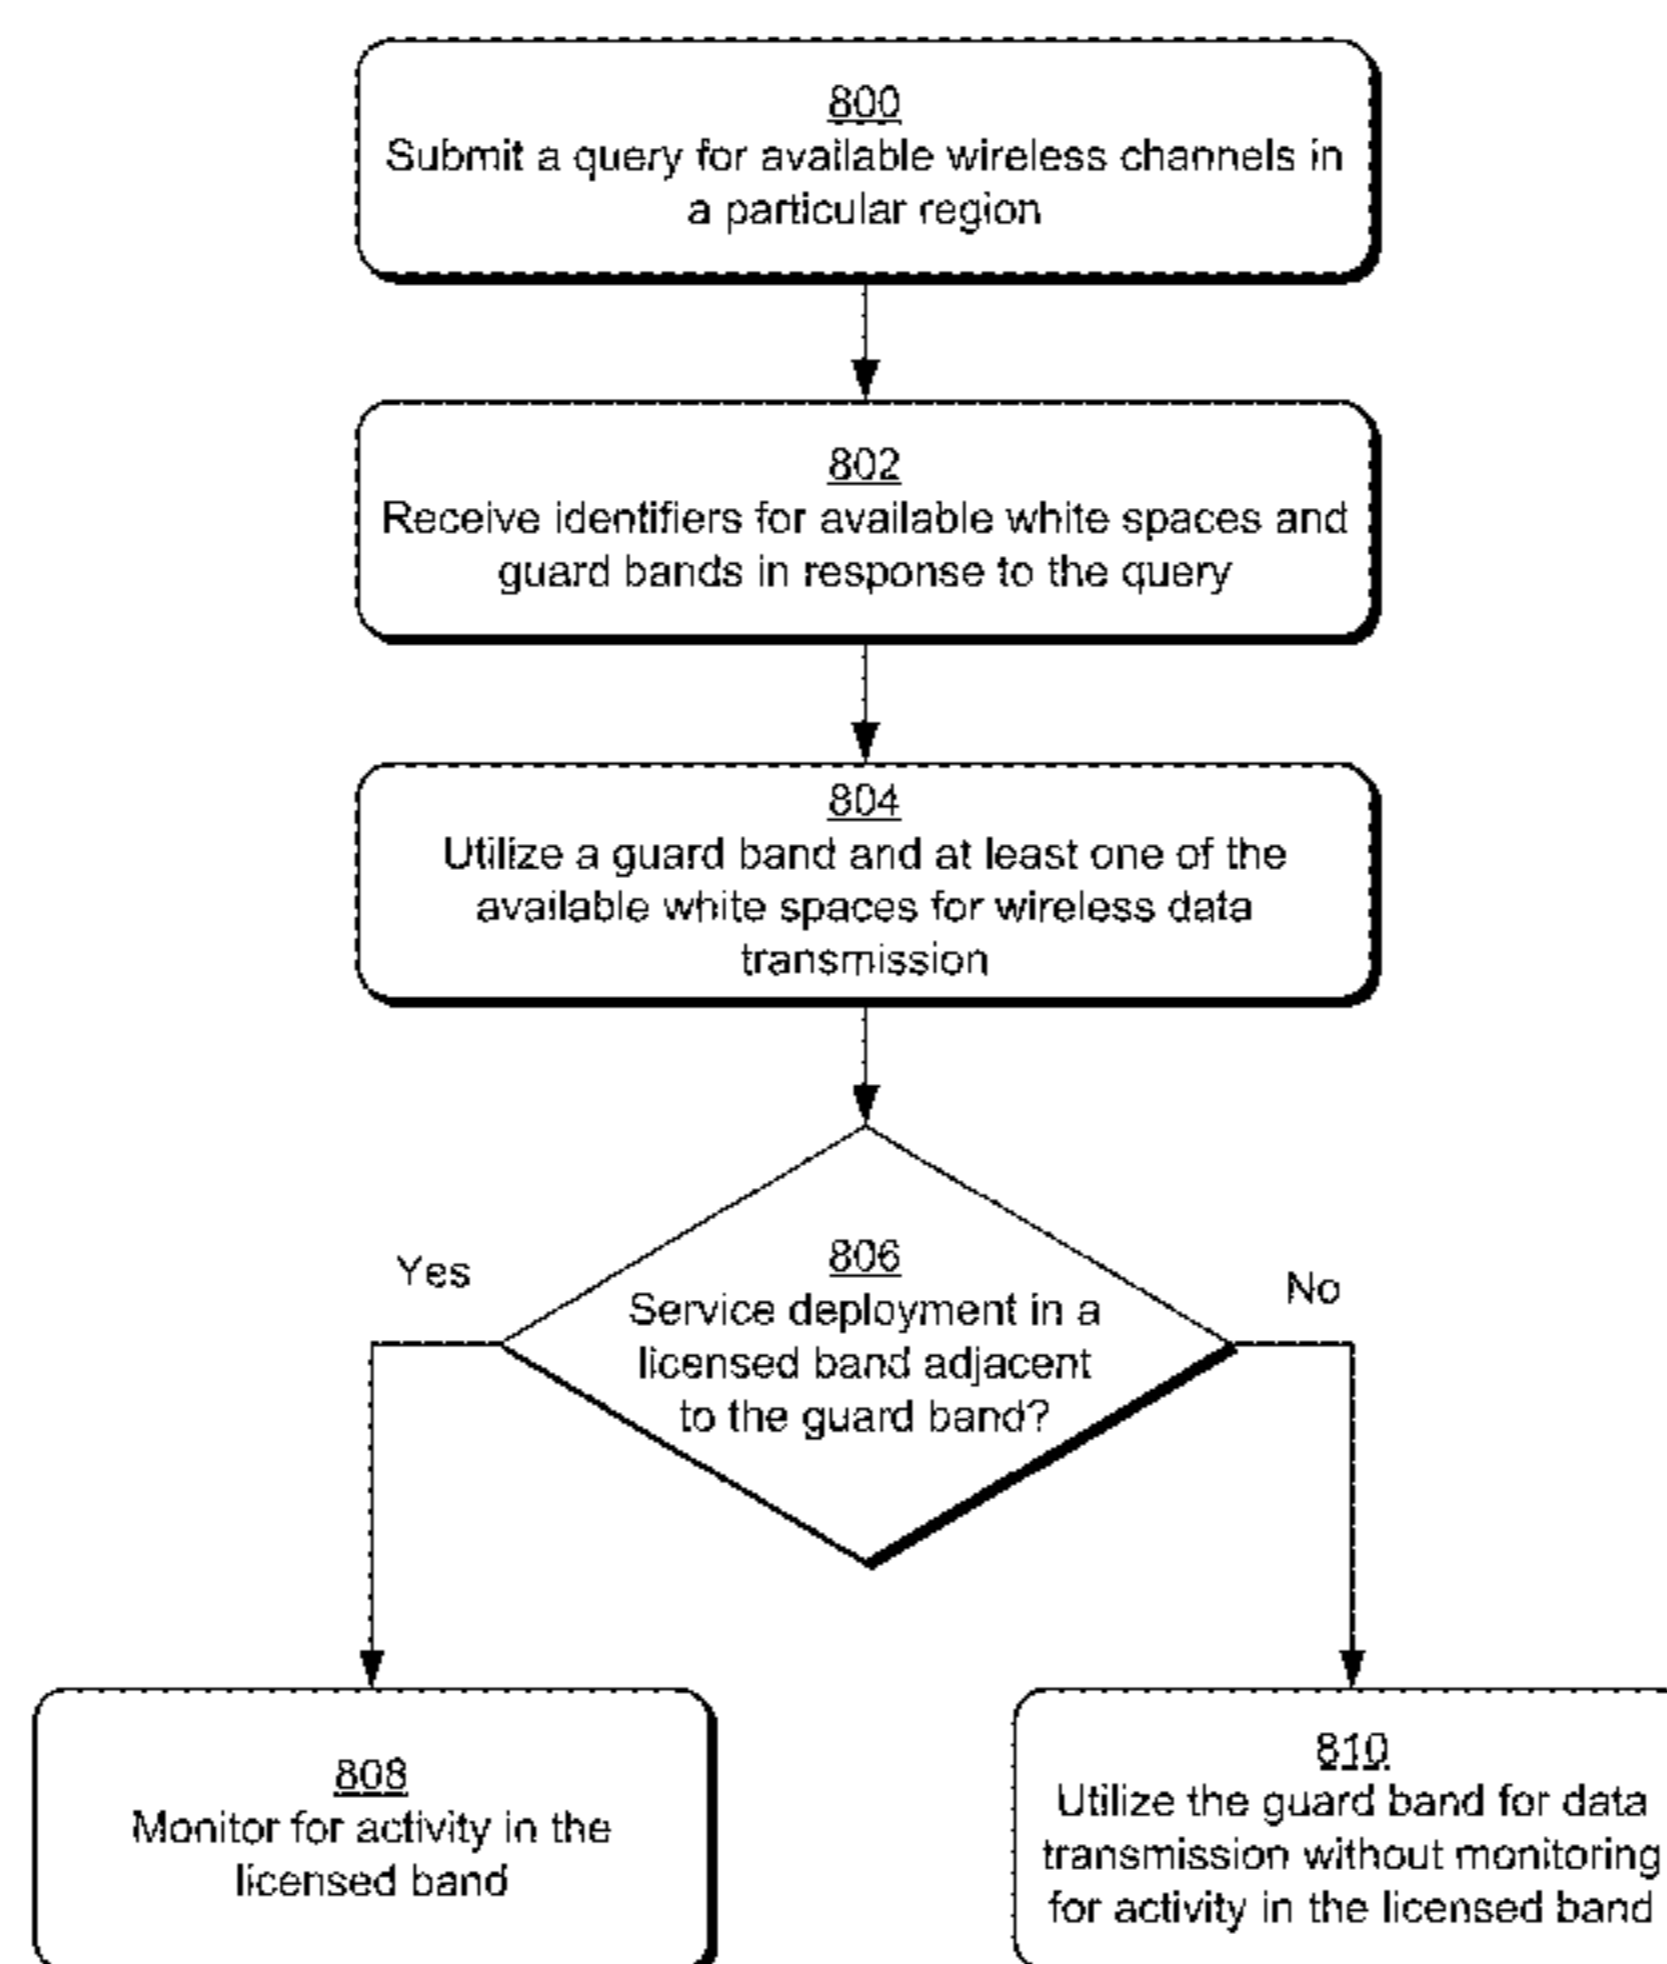 800
Submit a query for available wireless channels in
a particular region
802
Receive identifiers for available white spaces and
guard bands in response to the query
804
Utilize a guard band and at least one of the
available white spaces for wireless data
transmission
806
Service deployment in a
licensed band adjacent
to the guard band?
Yes
No
808
Monitor for activity in the
licensed band
810
Utilize the guard band for data
transmission without monitoring
for activity in the licensed band